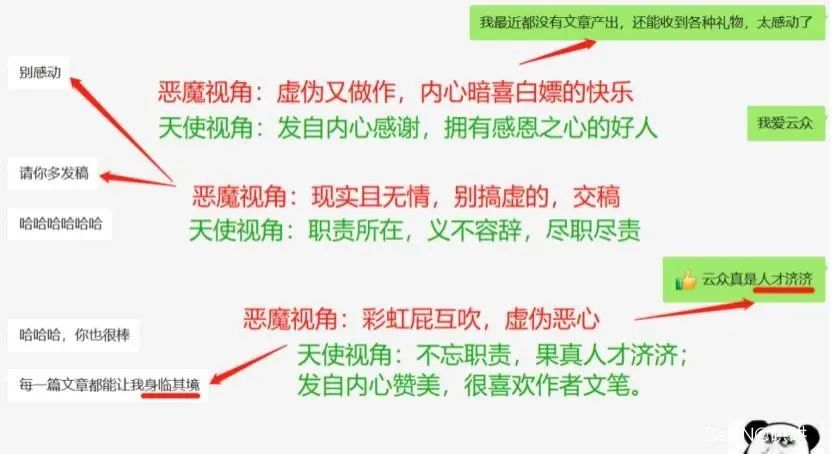 我最近都没有文章产出，还能收到各种礼物，太感动了
别感动
恶魔视角：虚伪又做作，内心暗喜白嫖的快乐
天使视角：发自内心感谢，拥有感恩之心的好人
我爱云众
请你多发稿
恶魔视角：现实且无情，别搞虚的，交稿
哈哈哈哈哈哈
天使视角：职责所在，义不容辞，尽职尽责
👍云众真是人才济济
恶魔视角：彩虹屁互吹，虚伪恶心
哈哈哈，你也很棒
天使视角：不忘职责，果真人才济济；
每一篇文章都能让我身临其境
发自内心赞美，很喜欢作者文笔。